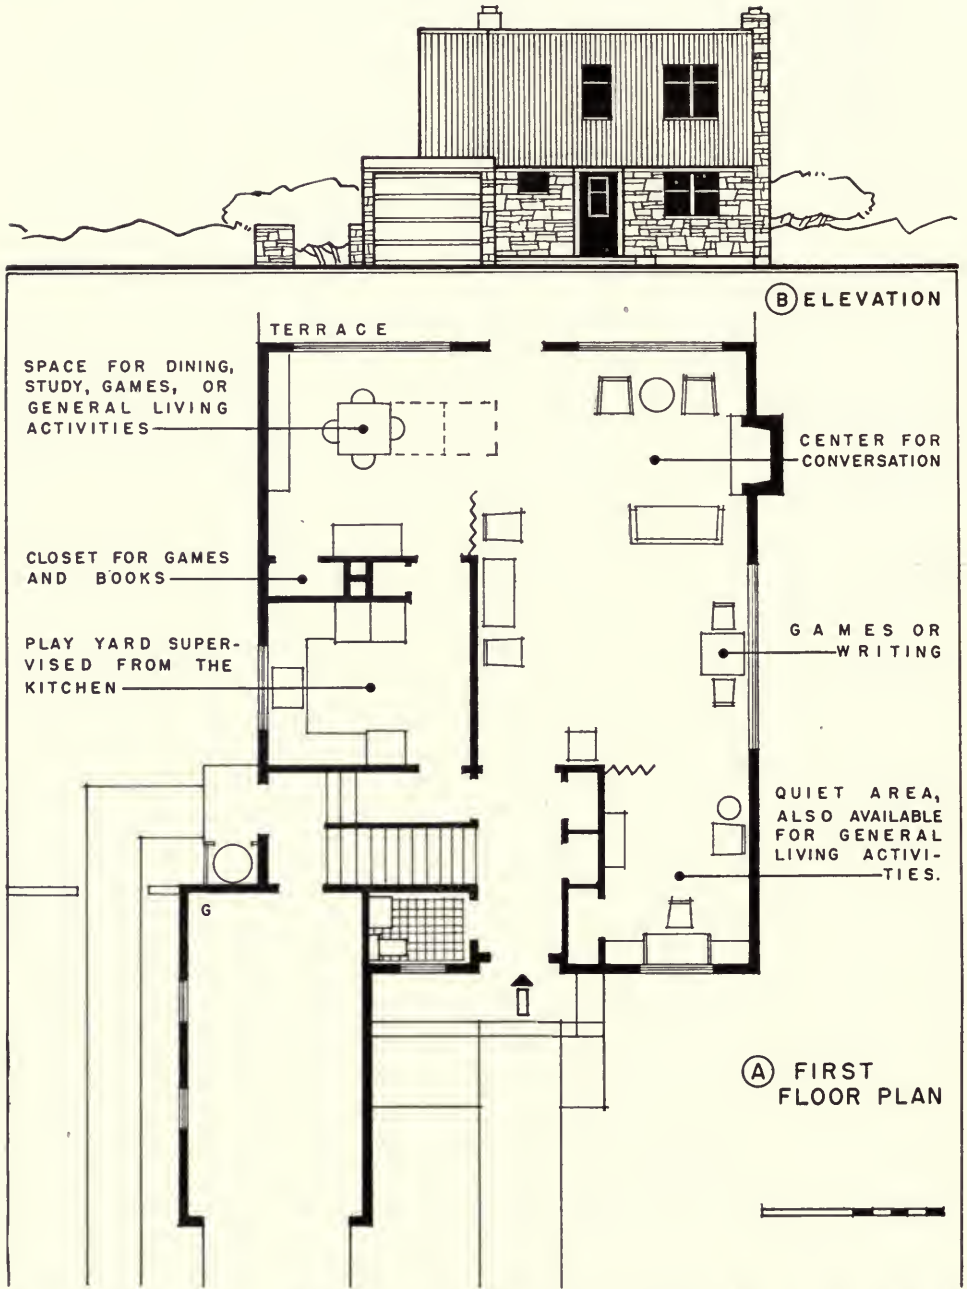 B ELEVATION
TERRACE
SPACE FOR DINING,
STUDY, GAMES, OR
GENERAL LIVING
ACTIVITIES
CENTER FOR
CONVERSATION
CLOSET FOR GAMES
AND BOOKS
GAMES OR
WRITING
PLAY YARD SUPER-
VISED FROM THE
KITCHEN
QUIET AREA,
ALSO AVAILABLE
FOR GENERAL
LIVING ACTIVI-
TIES.
G
A FIRST
FLOOR PLAN